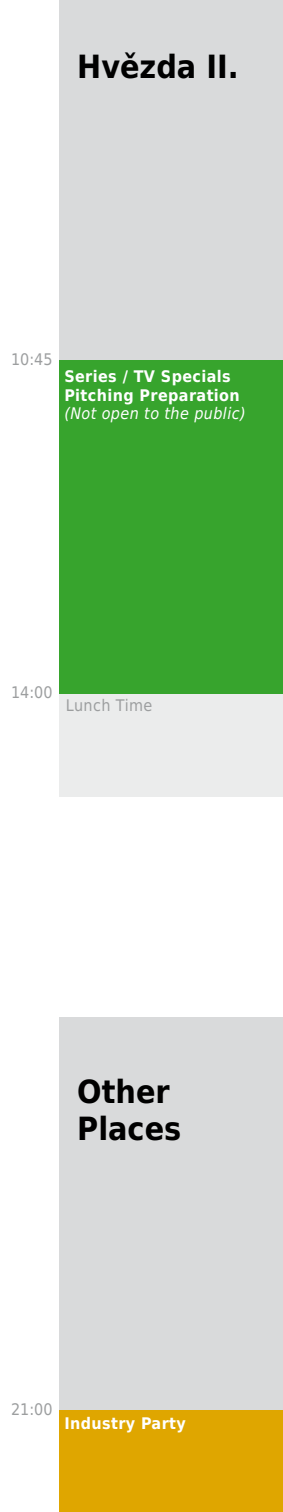 Hvězda II.
10:45
Series / TV Specials
Pitching Preparation
(Not open to the public)
14:00
Lunch Time
Other
Places
21:00
Industry Party